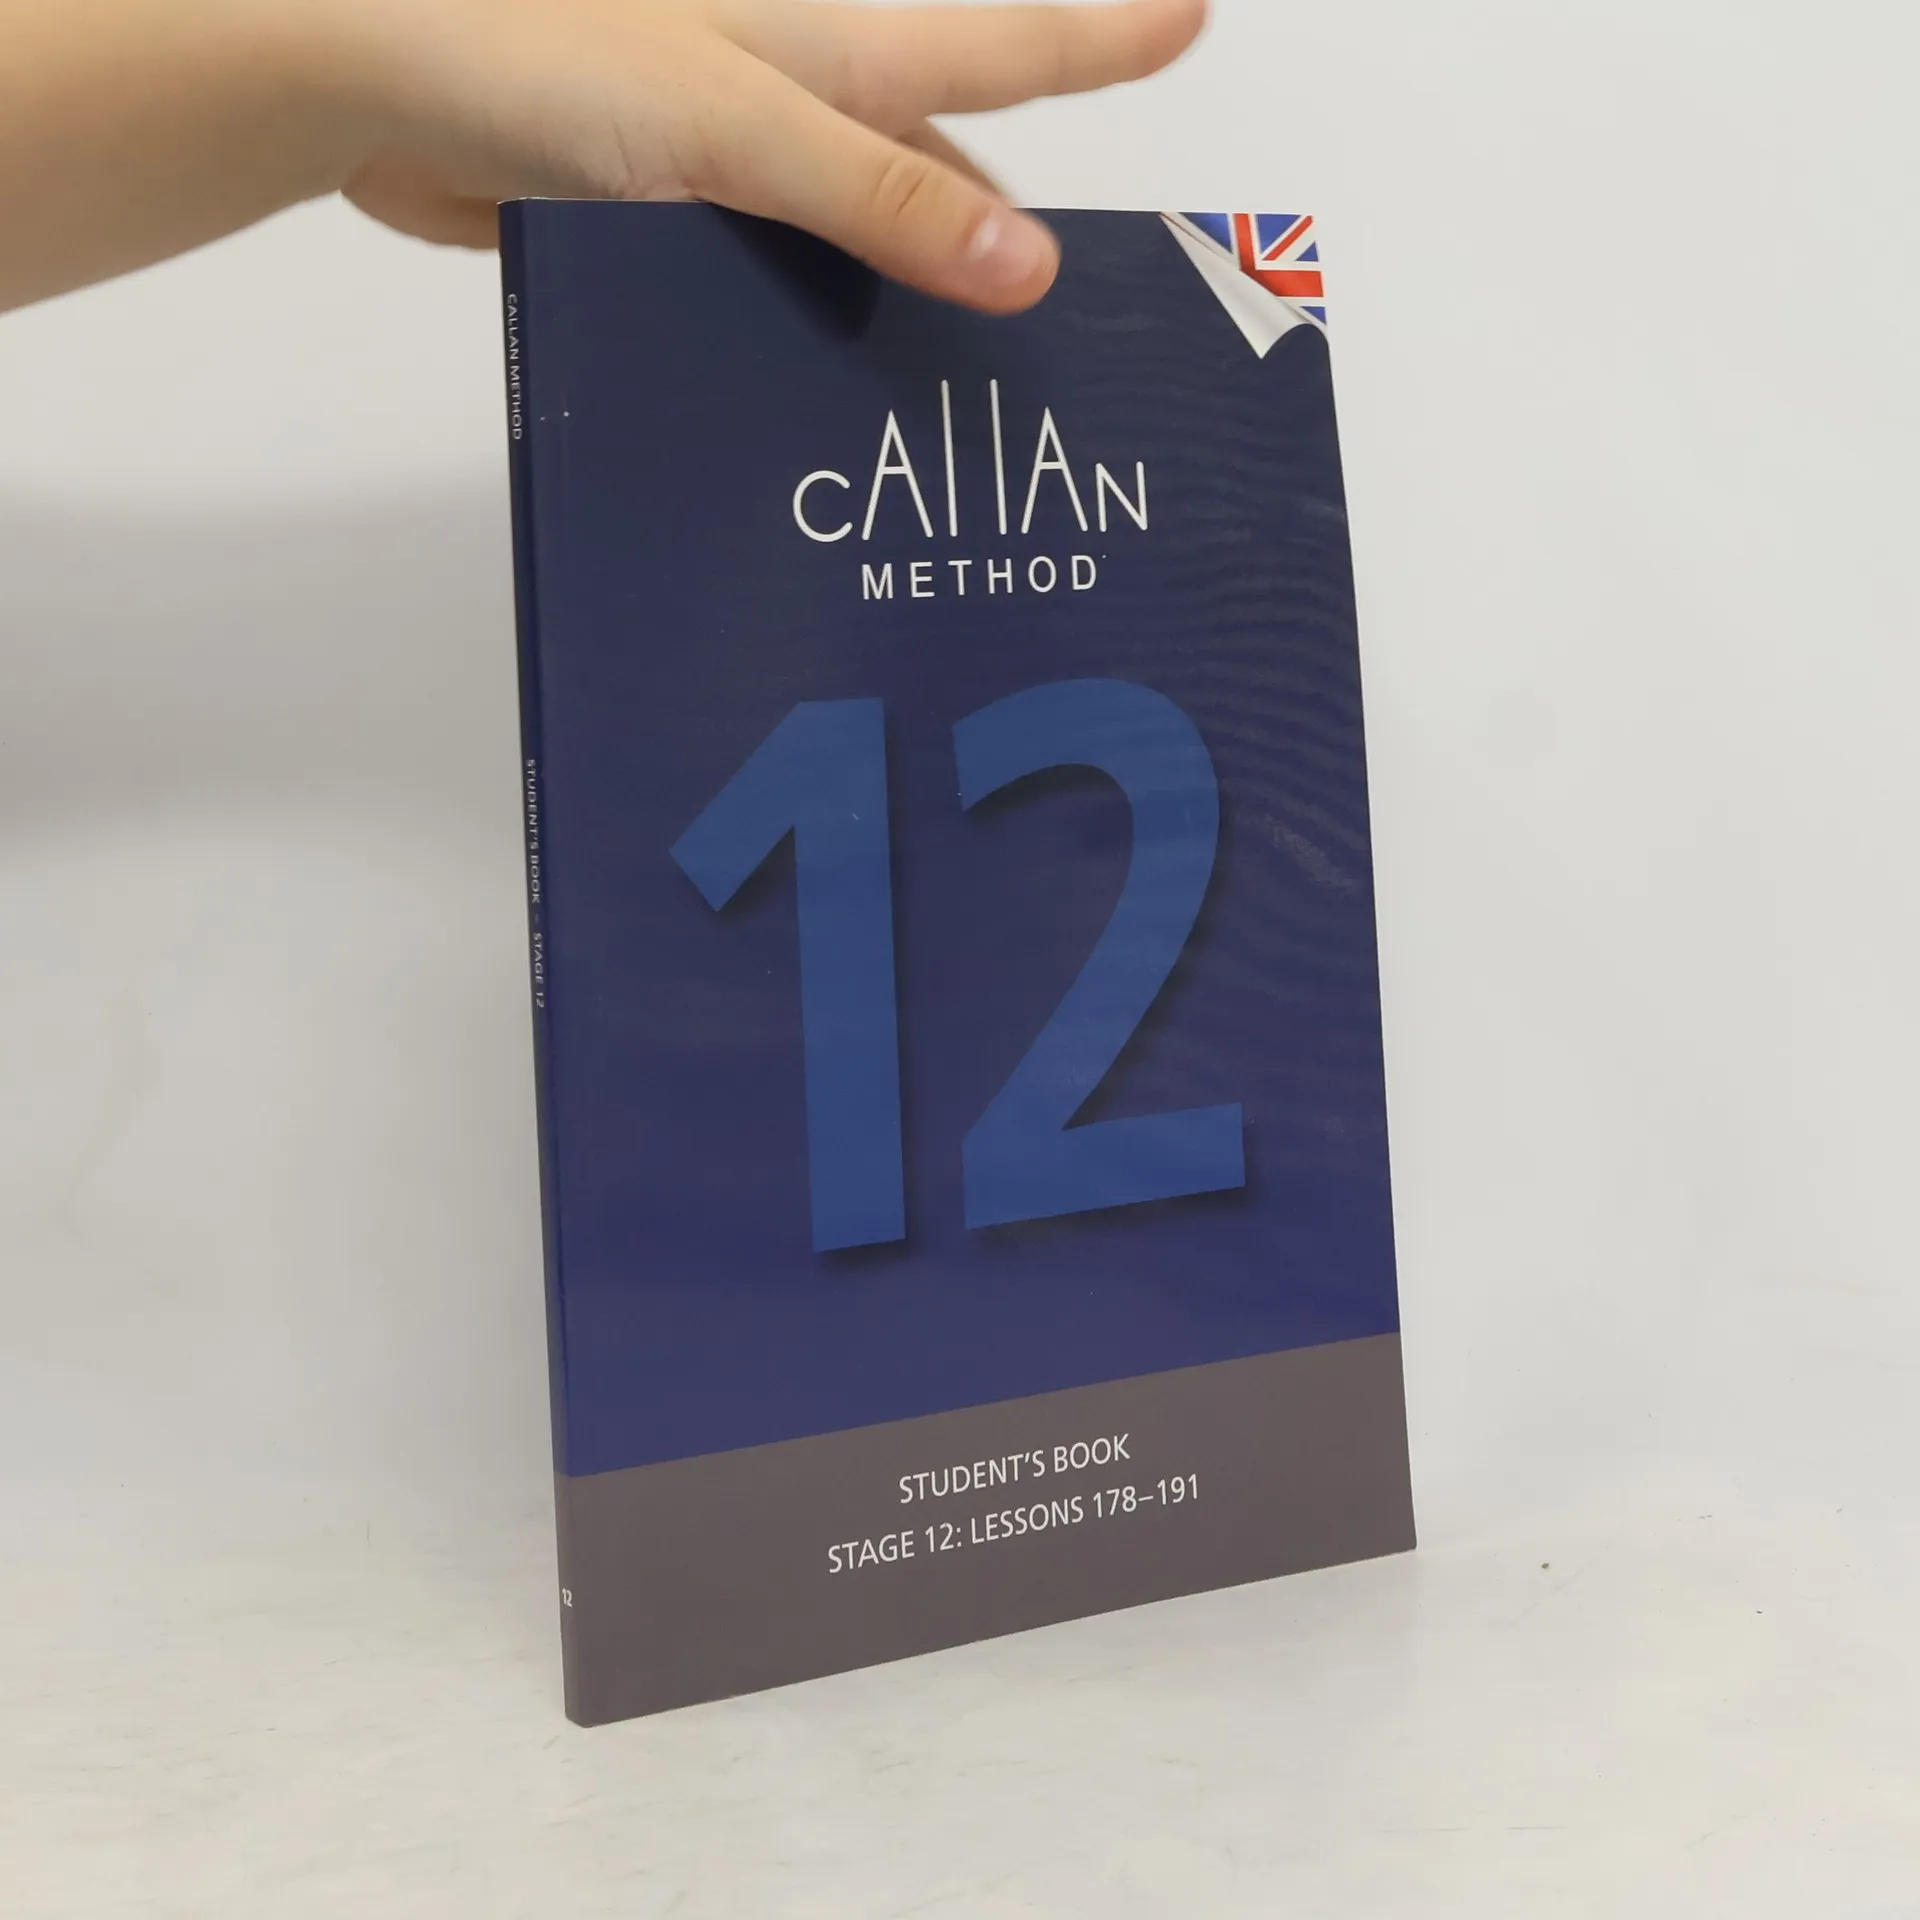 CALLAN METHOD
STUDENT'S BOOK – STAGE 12
12
CALLAN
METHOD
12
STUDENT'S BOOK
STAGE 12: LESSONS 178–191